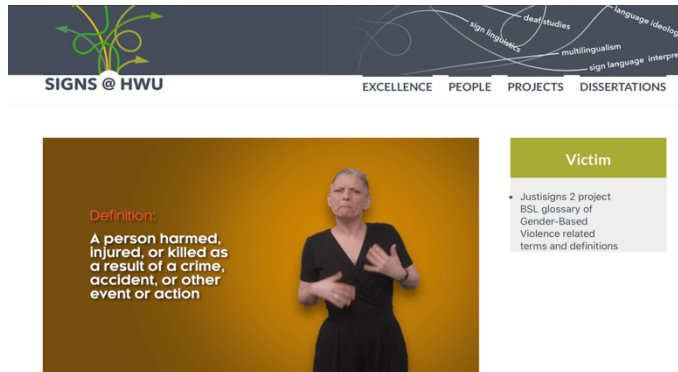 deaf studies
language ideolog
sign linguistics
multilingualism
sign language interpre
SIGNS @ HWU
EXCELLENCE PEOPLE PROJECTS DISSERTATIONS
Definition:
A person harmed,
injured, or killed as
a result of a crime,
accident, or other
event or action
Victim
Justisigns 2 project
BSL glossary of
Gender-Based
Violence related
terms and definitions